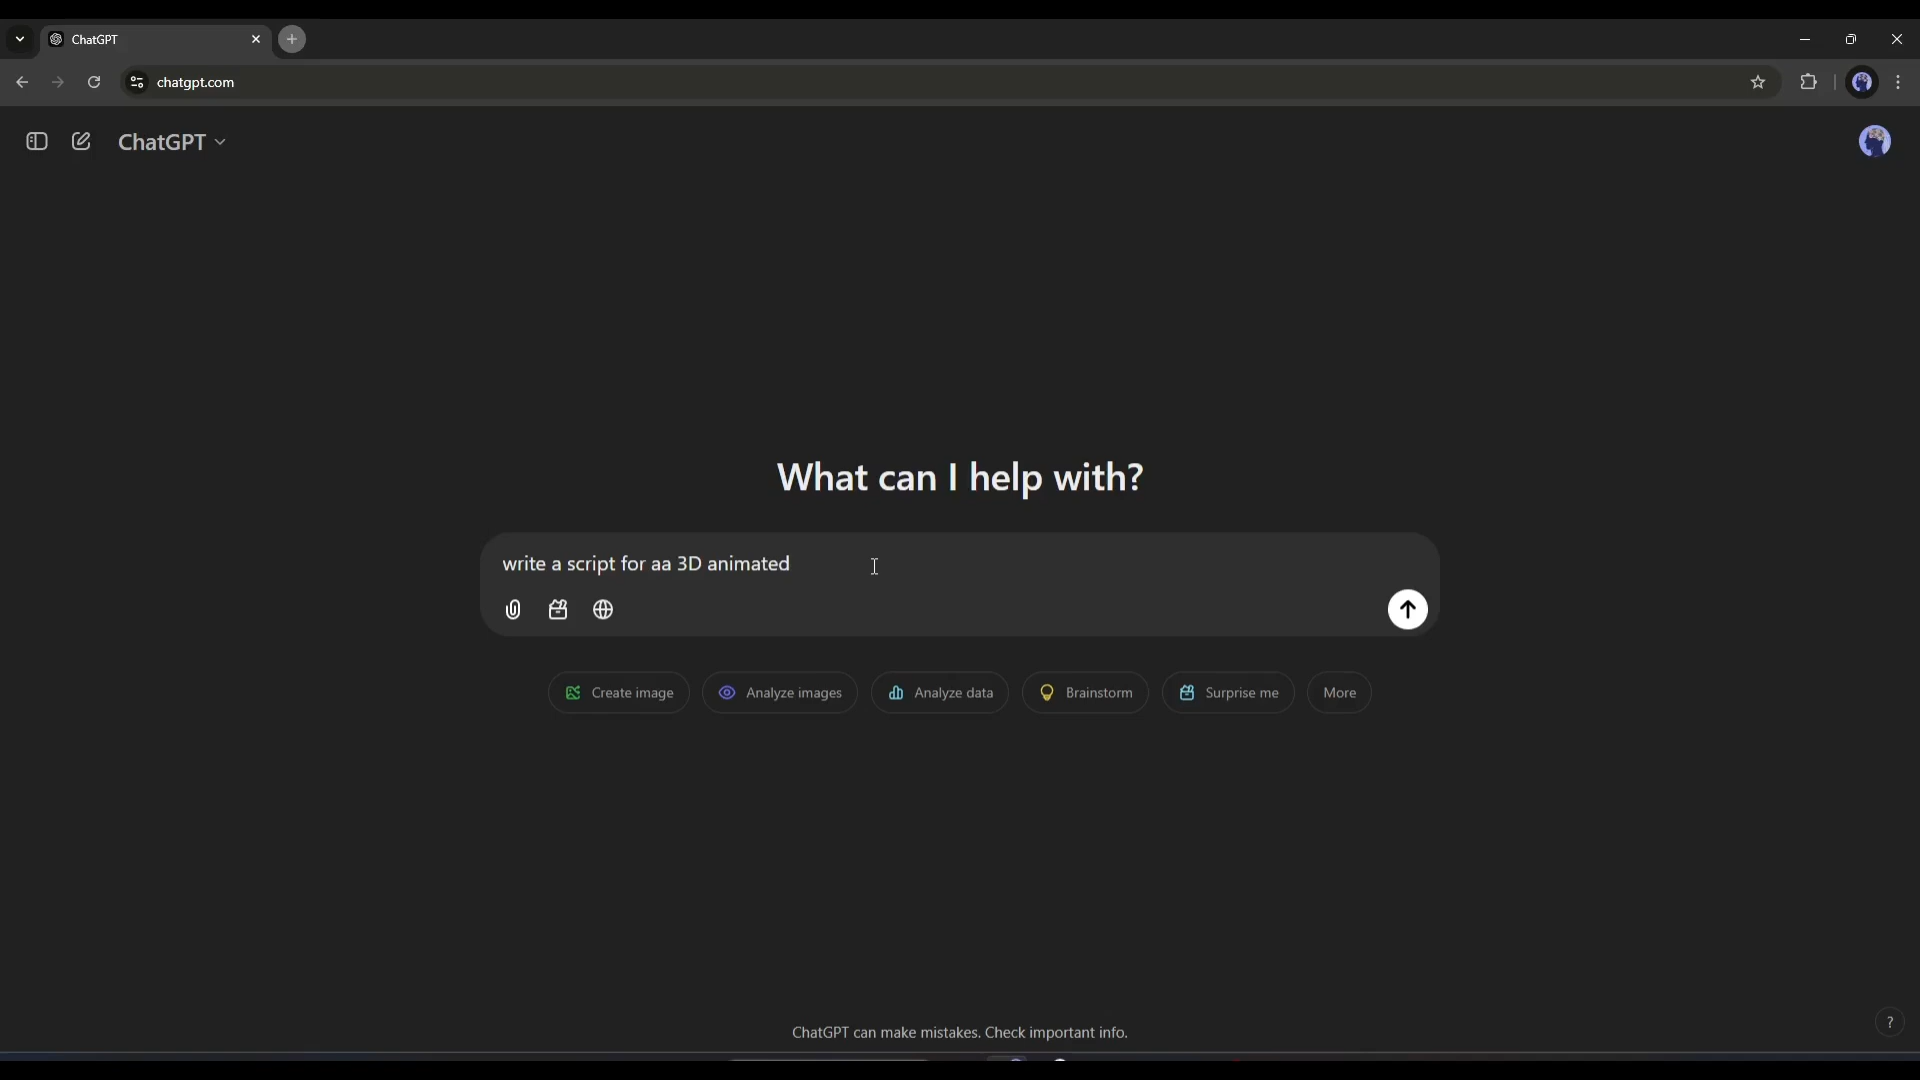 ChatGPT
chatgpt.com
ChatGPT
What can I help with?
write a script for aa 3D animated
Create image
Analyze images
Analyze data
Brainstorm
Surprise me
More
ChatGPT can make mistakes. Check important info.
?